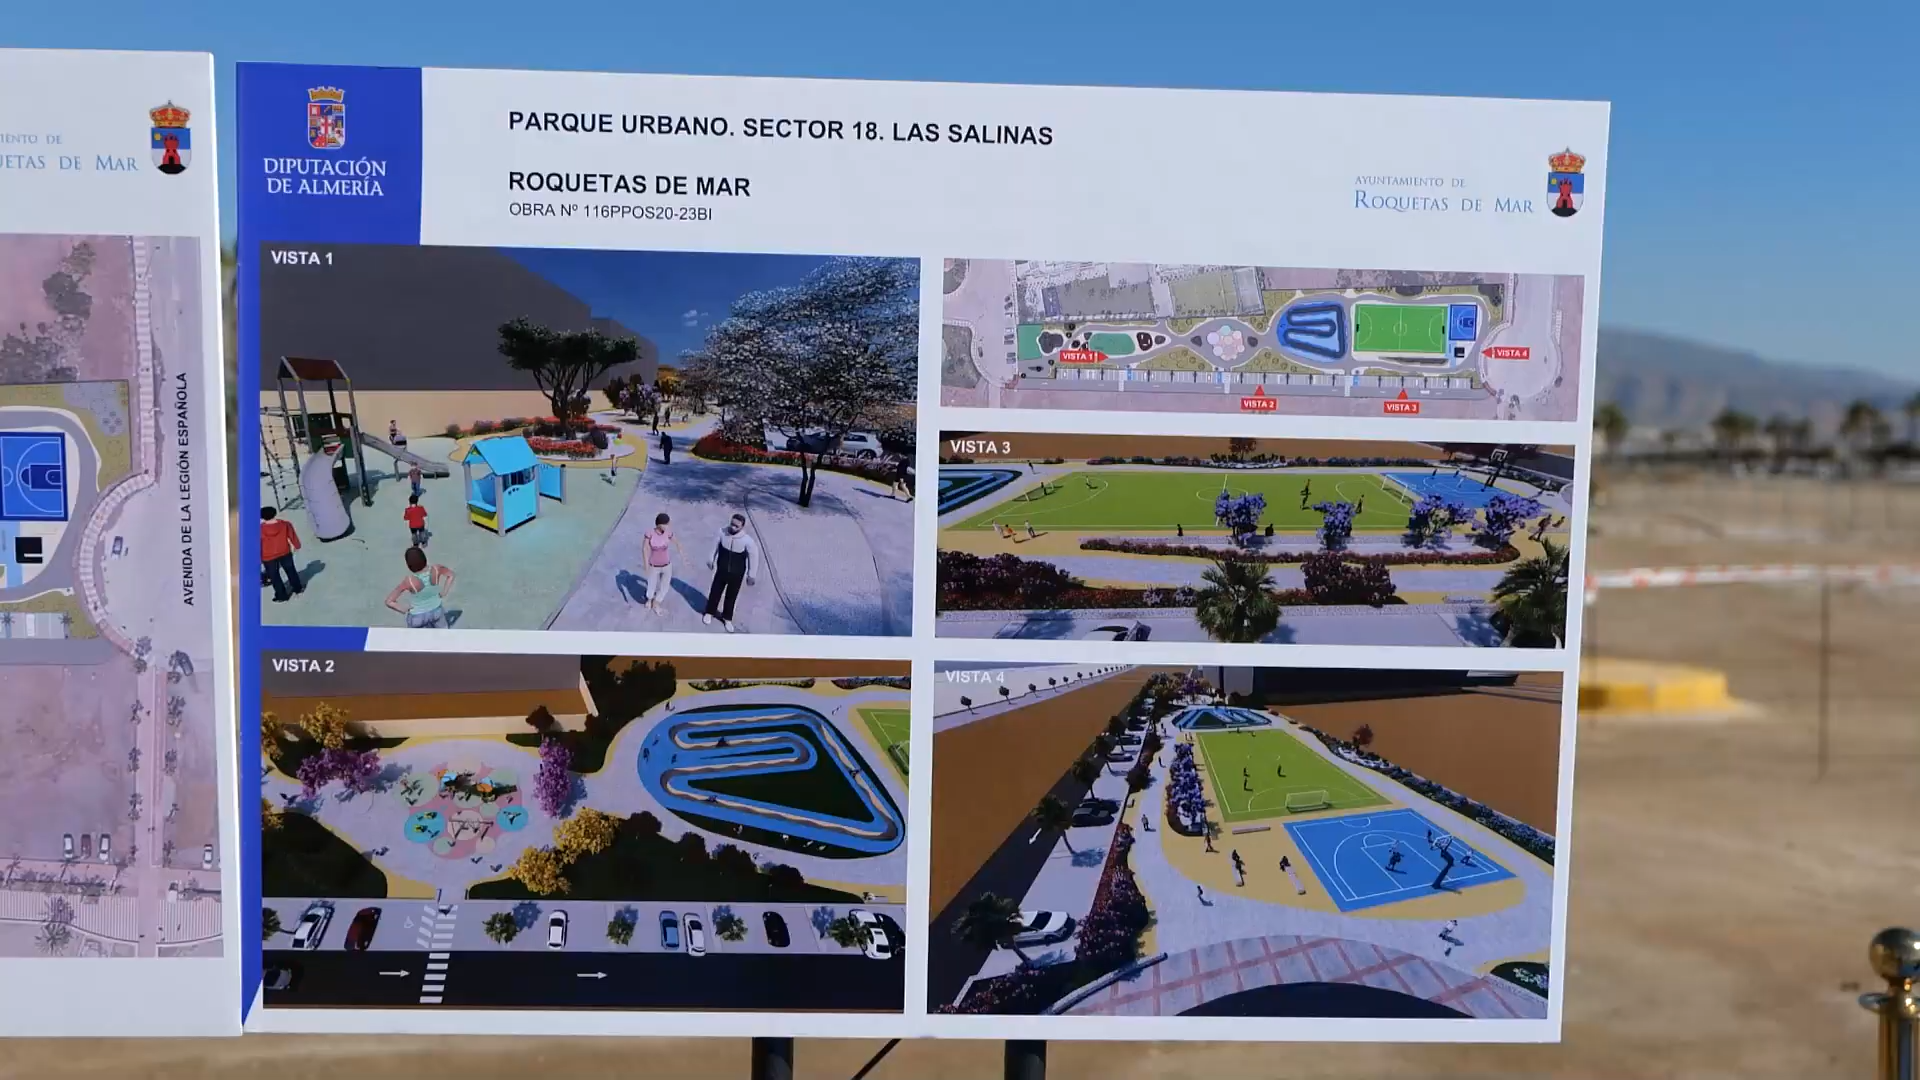 UETAS DE MAR
AVENIDA DE LA LEGIÓN ESPAÑOLA
DIPUTACIÓN
DE ALMERÍA
PARQUE URBANO. SECTOR 18. LAS SALINAS
ROQUETAS DE MAR
OBRA Nº 116PPOS20-23BI
AYUNTAMIENTO DE
ROQUETAS DE MAR
VISTA 1
VISTA 1
VISTA 4
VISTA 2
VISTA 3
VISTA 3
VISTA 2
VISTA 4